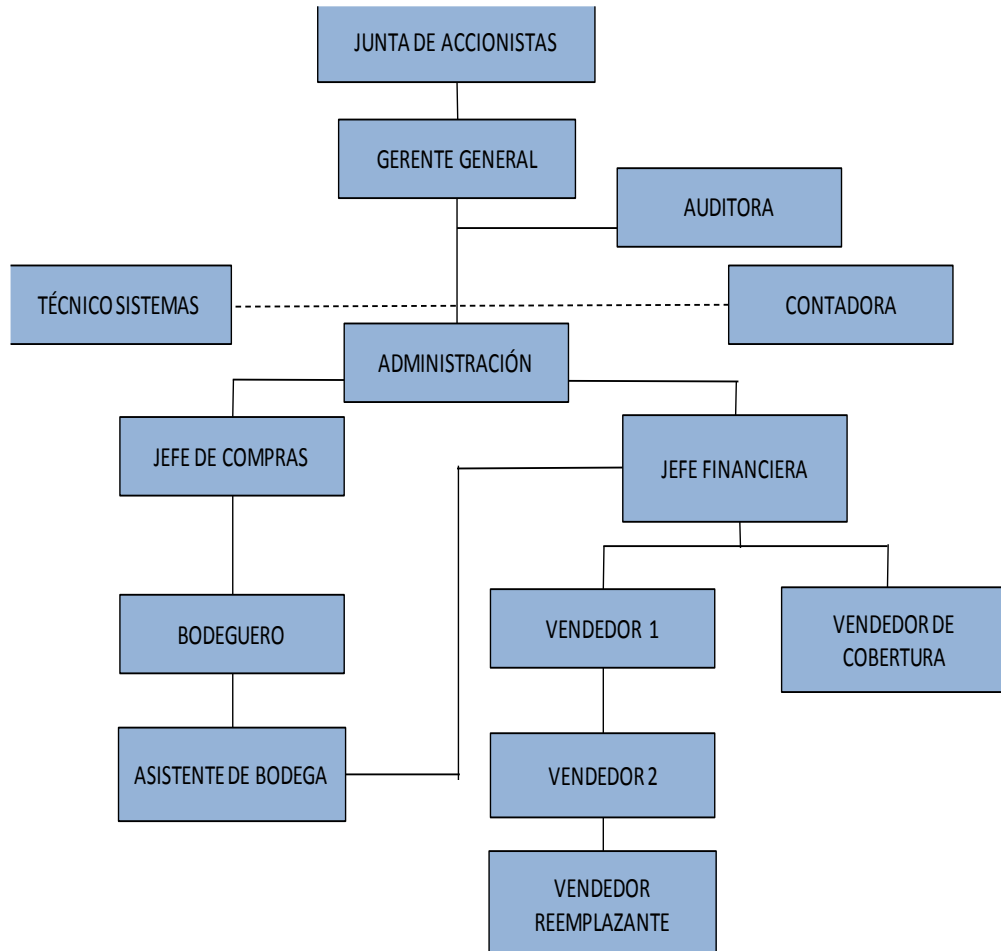 JUNTA DE ACCIONISTAS
GERENTE GENERAL
AUDITORA
TÉCNICO SISTEMAS
CONTADORA
ADMINISTRACIÓN
JEFE DE COMPRAS
JEFE FINANCIERA
BODEGUERO
VENDEDOR 1
VENDEDOR DE
COBERTURA
ASISTENTE DE BODEGA
VENDEDOR 2
VENDEDOR
REEMPLAZANTE